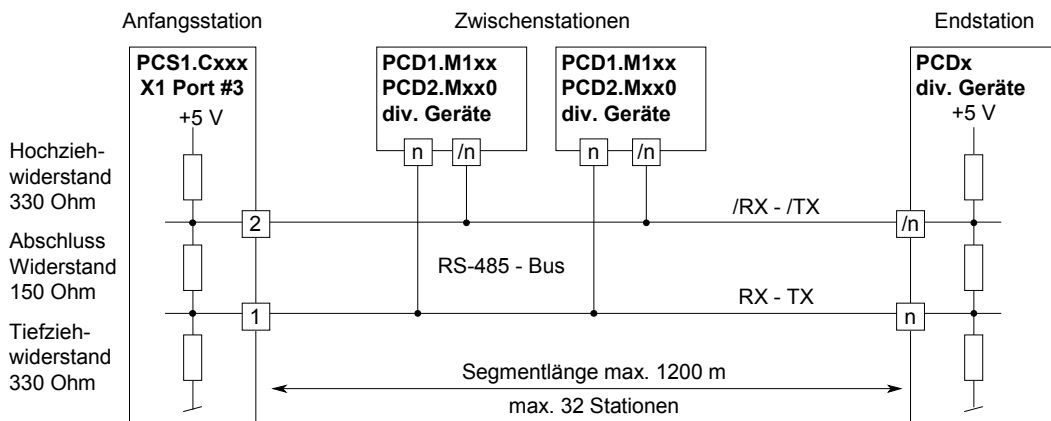 Anfangsstation
Zwischenstationen
Endstation
PCS1.Cxxx
X1 Port #3
+5 V
PCD1.M1xx
PCD2.Mxx0
div. Geräte
n
/n
PCD1.M1xx
PCD2.Mxx0
div. Geräte
n
/n
PCDx
div. Geräte
+5 V
Hochzieh-
widerstand
330 Ohm
2
/RX - /TX
/n
Abschluss
Widerstand
150 Ohm
RS-485 - Bus
1
RX - TX
n
Tiefzieh-
widerstand
330 Ohm
Segmentlänge max. 1200 m
max. 32 Stationen